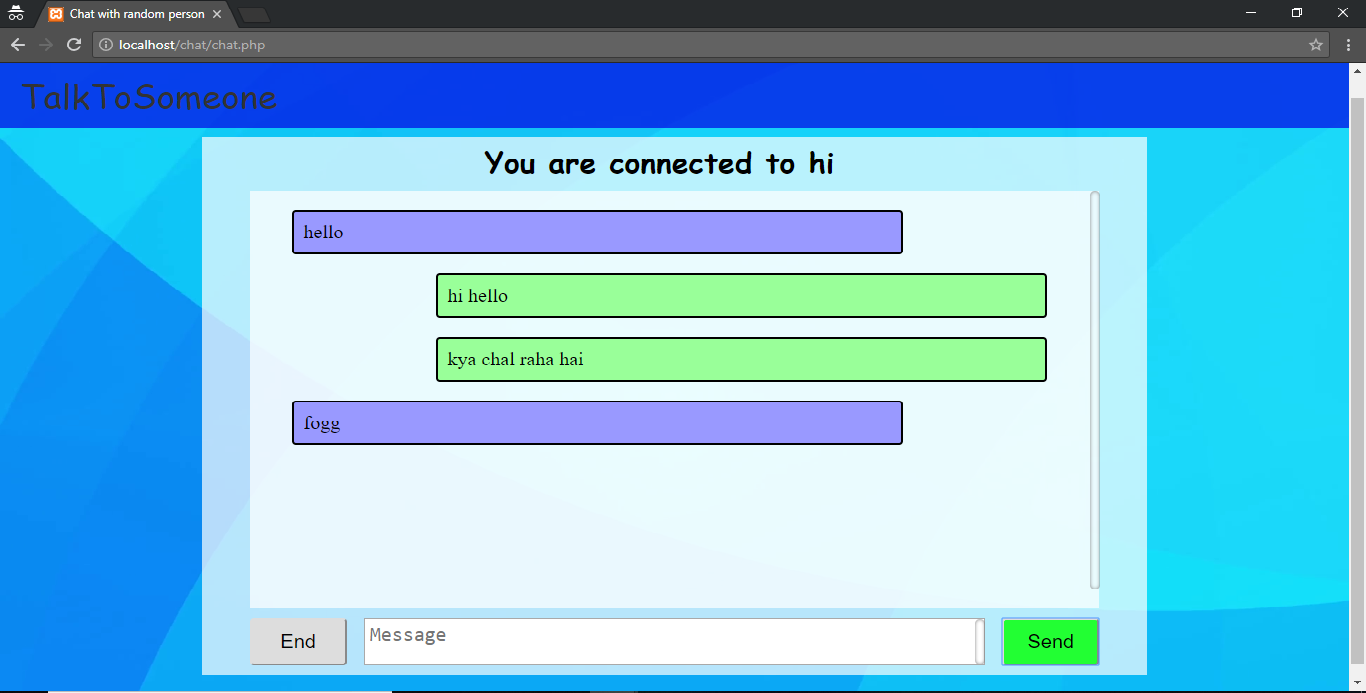 Chat with random person
localhost/chat/chat.php
TalkToSomeone
You are connected to hi
hello
hi hello
kya chal raha hai
fogg
End
Message
Send